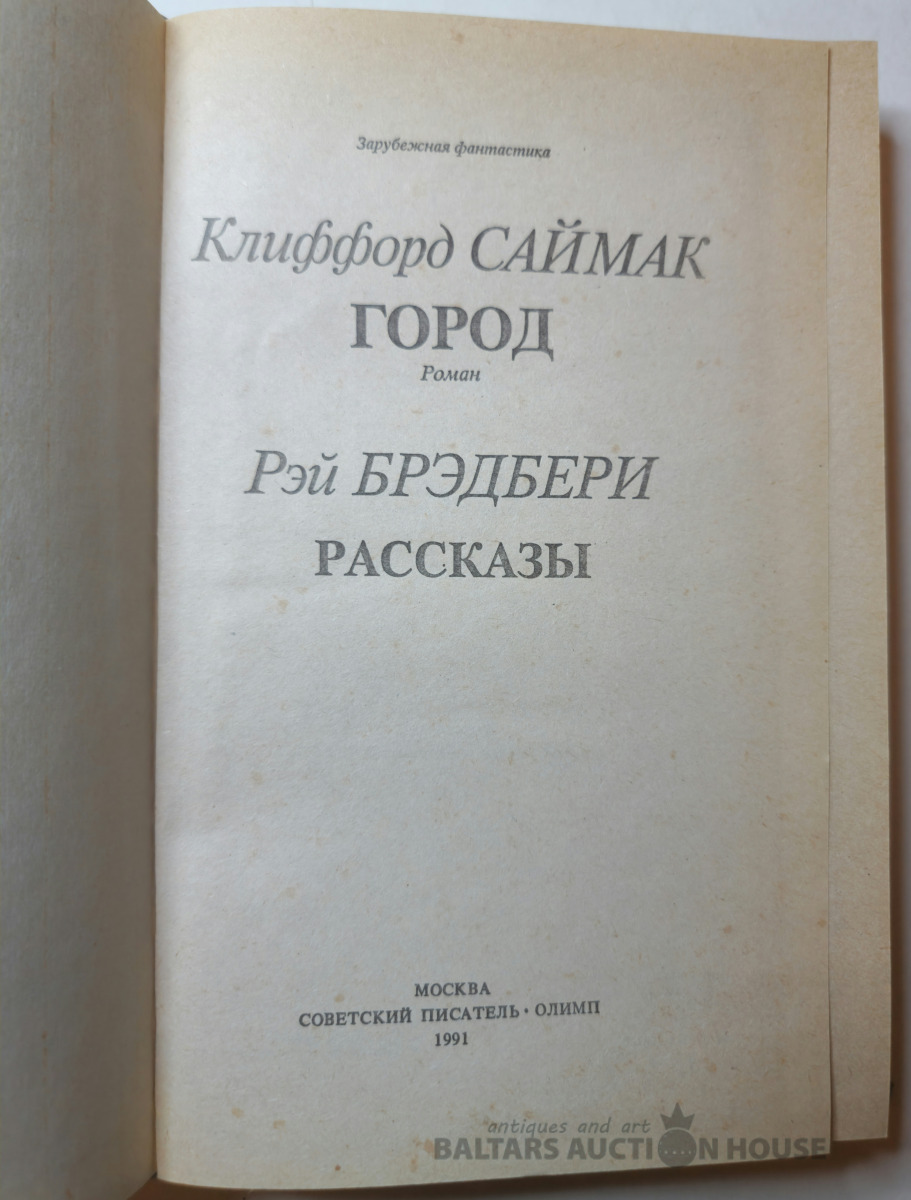 Зарубежная фантастика
Клиффорд САЙМАК
ГОРОД
Роман
Рэй БРЭДБЕРИ
РАССКАЗЫ
МОСКВА
СОВЕТСКИЙ ПИСАТЕЛЬ · ОЛИМП
1991
antiques and art
BALTARS AUCTION HOUSE